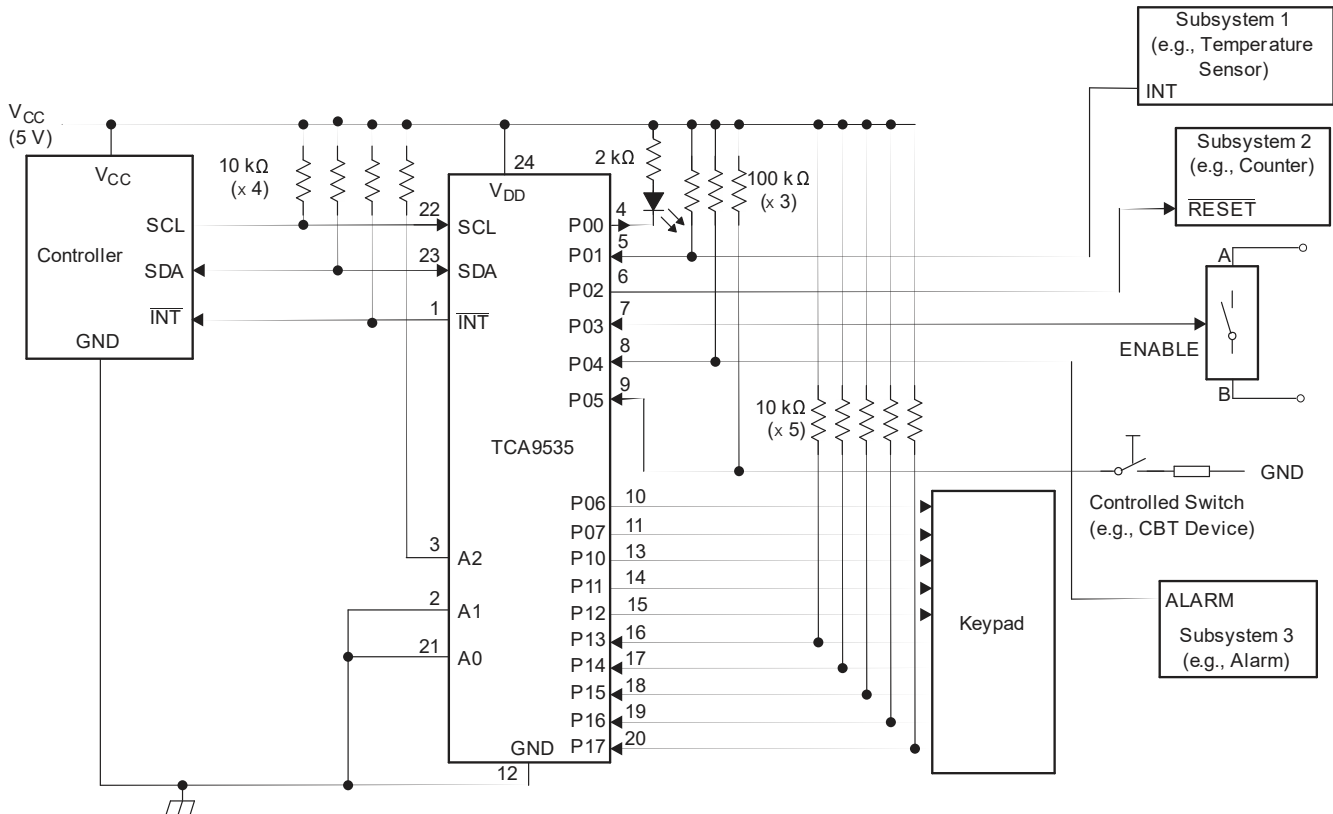 Subsystem 1
(e.g., Temperature
Sensor)
INT
VCC
(5 V)
Subsystem 2
(e.g., Counter)
RESET
VCC
10 kΩ
(x 4)
24
VDD
2 kΩ
100 kΩ
(x 3)
Controller
SCL
SDA
INT
GND
22
SCL
23
SDA
1
INT
P00
4
P01
5
P02
6
P03
7
P04
8
P05
9
A
ENABLE
B
10 kΩ
(x 5)
TCA9535
GND
Controlled Switch
(e.g., CBT Device)
P06
10
P07
11
P10
13
P11
14
P12
15
P13
16
P14
17
P15
18
P16
19
P17
20
3
A2
2
A1
21
A0
GND
12
Keypad
ALARM
Subsystem 3
(e.g., Alarm)